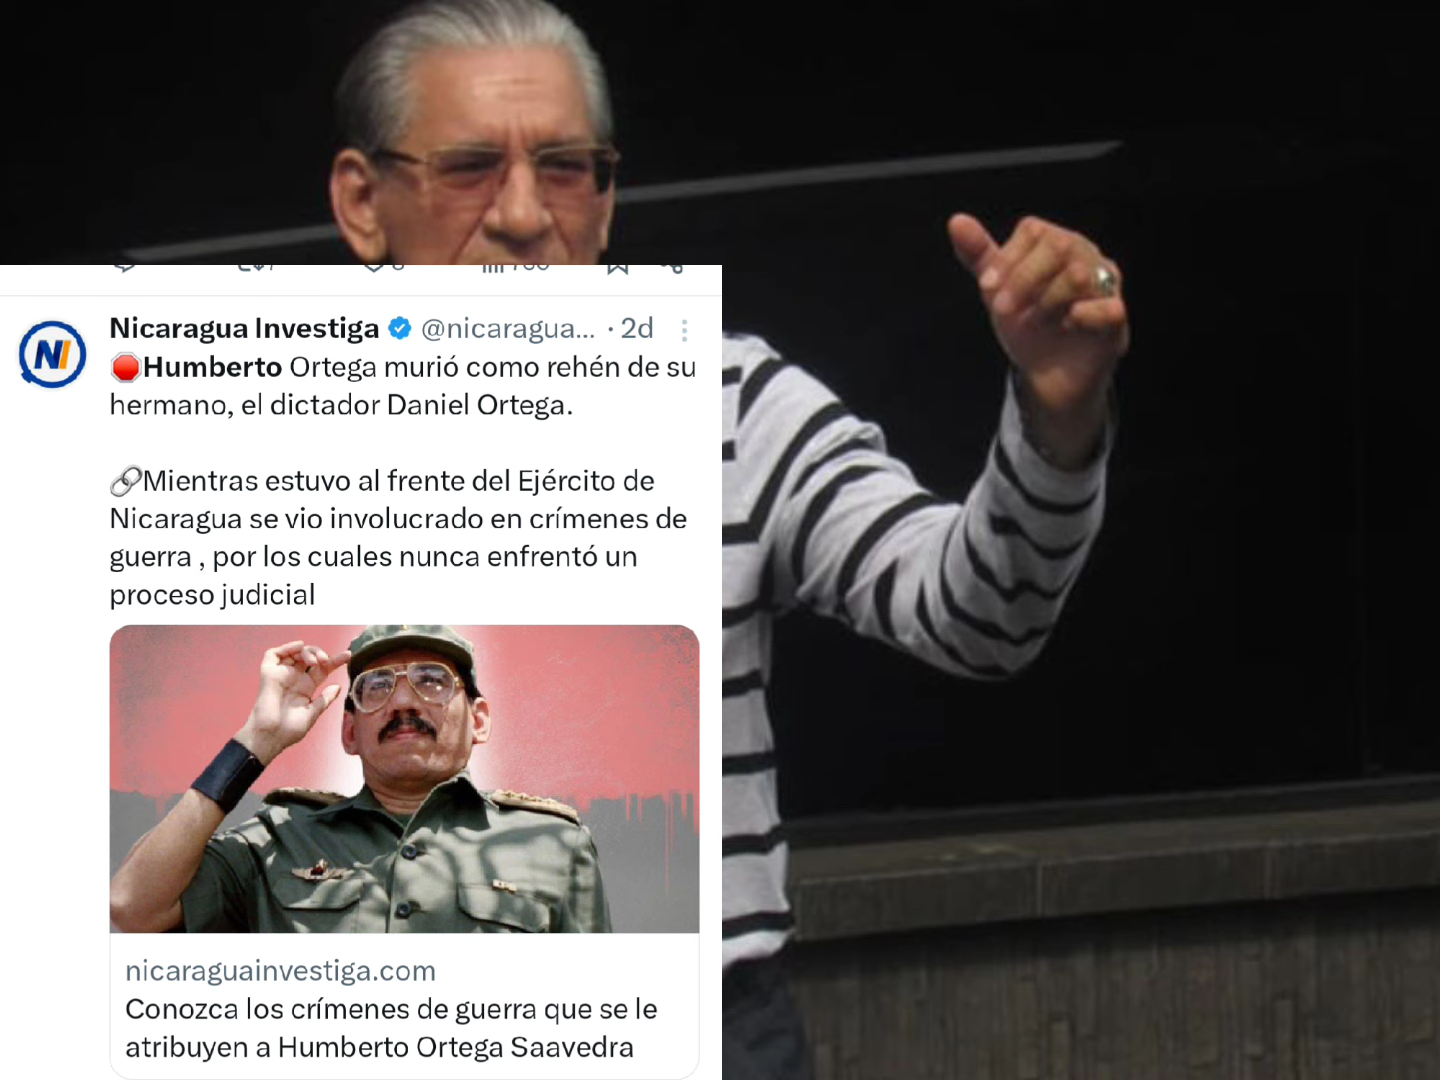 Nicaragua Investiga @nicaragua... · 2d
Humberto Ortega murió como rehén de su
hermano, el dictador Daniel Ortega.
Mientras estuvo al frente del Ejército de
Nicaragua se vio involucrado en crímenes de
guerra , por los cuales nunca enfrentó un
proceso judicial
nicaraguainvestiga.com
Conozca los crímenes de guerra que se le
atribuyen a Humberto Ortega Saavedra